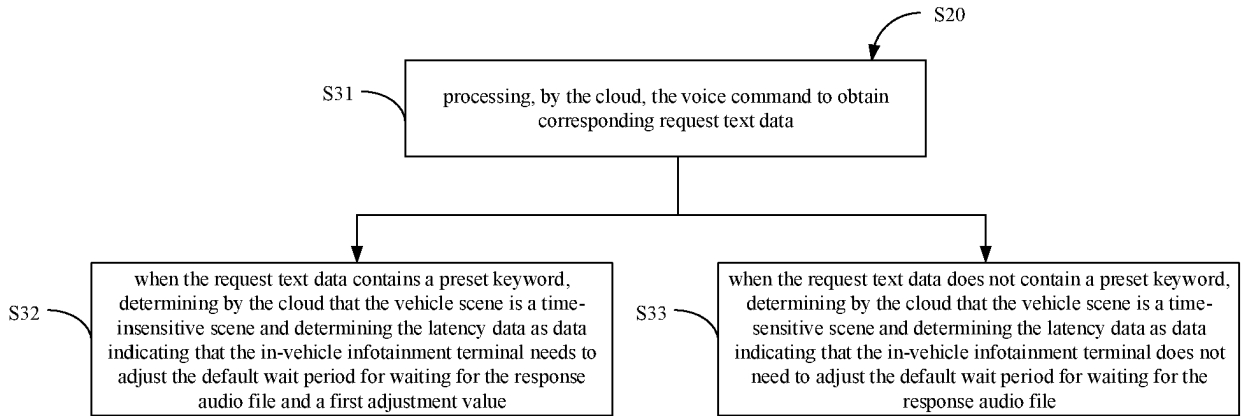 S20
S31
processing, by the cloud, the voice command to obtain
corresponding request text data
S32
when the request text data contains a preset keyword,
determining by the cloud that the vehicle scene is a time-
insensitive scene and determining the latency data as data
indicating that the in-vehicle infotainment terminal needs to
adjust the default wait period for waiting for the response
audio file and a first adjustment value
S33
when the request text data does not contain a preset keyword,
determining by the cloud that the vehicle scene is a time-
sensitive scene and determining the latency data as data
indicating that the in-vehicle infotainment terminal does not
need to adjust the default wait period for waiting for the
response audio file